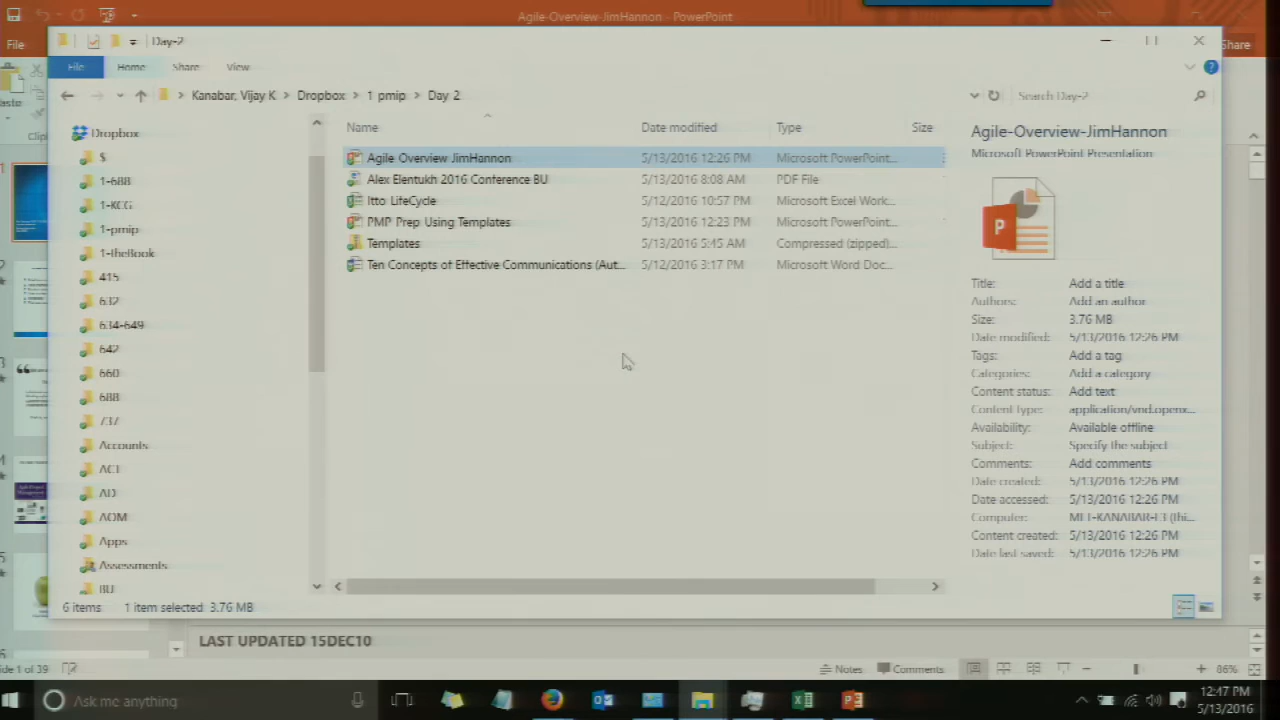 Agile-Overview-JimHannon - PowerPoint
File
Share
Day-2
File Home Share View
Kanabar, Vijay K > Dropbox > 1 pmip > Day 2
Search Day-2
Name Date modified Type Size
Agile Overview JimHannon 5/13/2016 12:26 PM Microsoft PowerPoint...
Alex Elentukh 2016 Conference BU 5/13/2016 8:08 AM PDF File
Itto LifeCycle 5/12/2016 10:57 PM Microsoft Excel Work...
PMP Prep Using Templates 5/13/2016 12:23 PM Microsoft PowerPoint...
Templates 5/13/2016 5:45 AM Compressed (zipped)...
Ten Concepts of Effective Communications (Aut... 5/12/2016 3:17 PM Microsoft Word Doc...
Dropbox
$
1-688
1-KCG
1-pmip
1-theBook
415
632
634-649
642
660
688
737
Accounts
ACT
AD
AOM
Apps
Assessments
BU
Agile-Overview-JimHannon
Microsoft PowerPoint Presentation
Title: Add a title
Authors: Add an author
Size: 3.76 MB
Date modified: 5/13/2016 12:26 PM
Tags: Add a tag
Categories: Add a category
Content status: Add text
Content type: application/vnd.openx...
Availability: Available offline
Subject: Specify the subject
Comments: Add comments
Date created: 5/13/2016 12:26 PM
Date accessed: 5/13/2016 12:26 PM
Computer: MET-KANABAR-F3 (thi...
Content created: 5/13/2016 12:26 PM
Date last saved: 5/13/2016 12:26 PM
6 items 1 item selected: 3.76 MB
LAST UPDATED 15DEC10
lide 1 of 39
Notes Comments 86%
Ask me anything
12:47 PM
5/13/2016